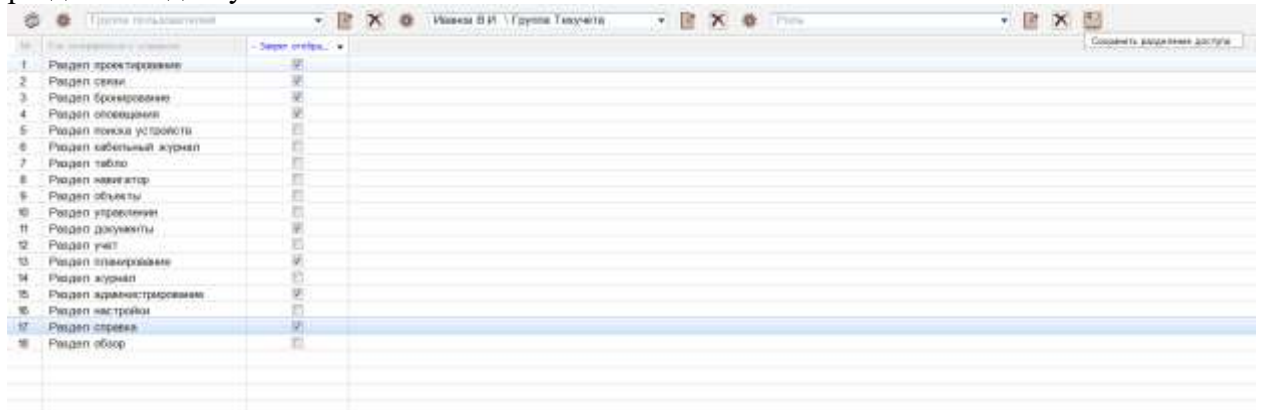 Группа пользователей Иванов В.И. \ Группа Техучета Роль
№ - Запрет отобра...
Сохранить разделение доступа
1 Раздел проектирование
2 Раздел связи
3 Раздел бронирование
4 Раздел оповещения
5 Раздел поиска устройств
6 Раздел кабельный журнал
7 Раздел табло
8 Раздел навигатор
9 Раздел объекты
10 Раздел управления
11 Раздел документы
12 Раздел учет
13 Раздел планирование
14 Раздел журнал
15 Раздел администрирование
16 Раздел настройки
17 Раздел справка
18 Раздел обзор